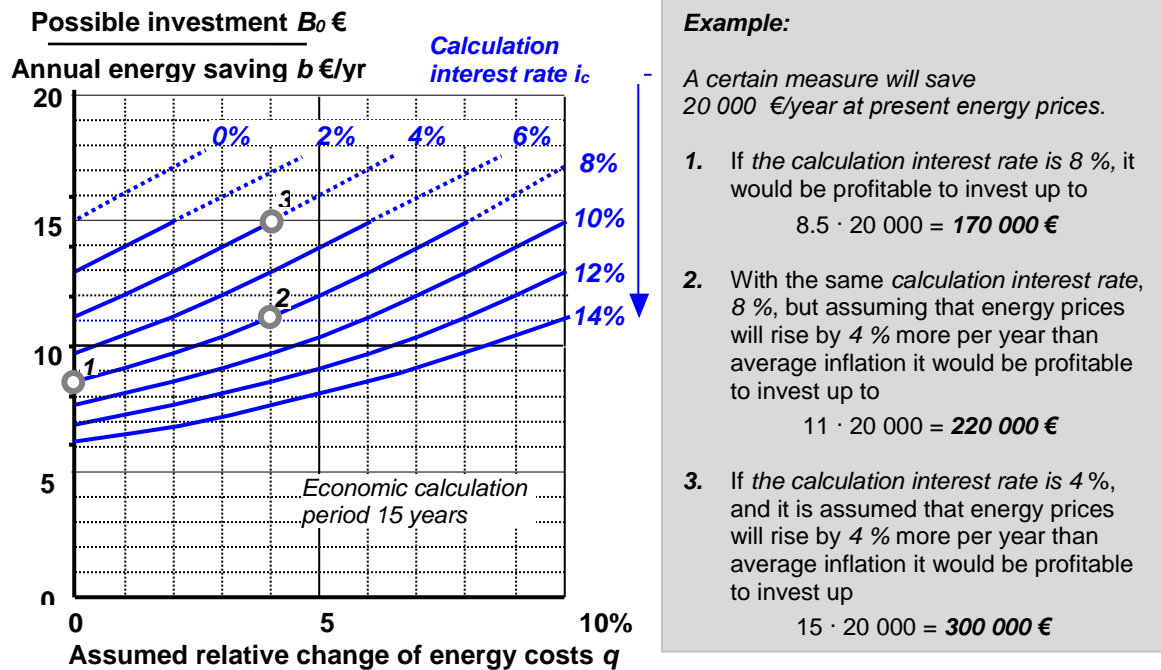 Possible investment B0 €
Annual energy saving b €/yr
Calculation
interest rate ic
20
15
10
5
0
0% 2% 4% 6%
8%
10%
12%
14%
3
2
1
Economic calculation
period 15 years
0 5 10%
Assumed relative change of energy costs q
Example:
A certain measure will save
20 000 €/year at present energy prices.
1. If the calculation interest rate is 8 %, it
would be profitable to invest up to
8.5 · 20 000 = 170 000 €
2. With the same calculation interest rate,
8 %, but assuming that energy prices
will rise by 4 % more per year than
average inflation it would be profitable
to invest up to
11 · 20 000 = 220 000 €
3. If the calculation interest rate is 4 %,
and it is assumed that energy prices
will rise by 4 % more per year than
average inflation it would be profitable
to invest up
15 · 20 000 = 300 000 €